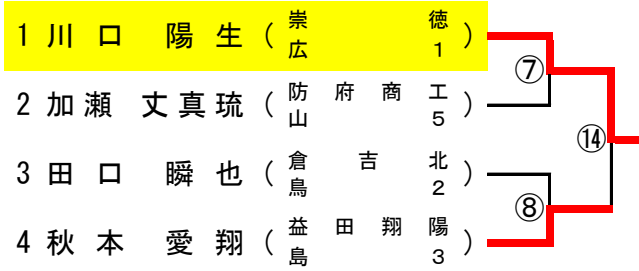 1 川口 陽生 (崇徳 広1)
⑦
2 加瀬 丈真琉 (防府商工 山5)
⑭
3 田口 瞬也 (倉吉北 鳥2)
⑧
4 秋本 愛翔 (益田翔陽 島3)